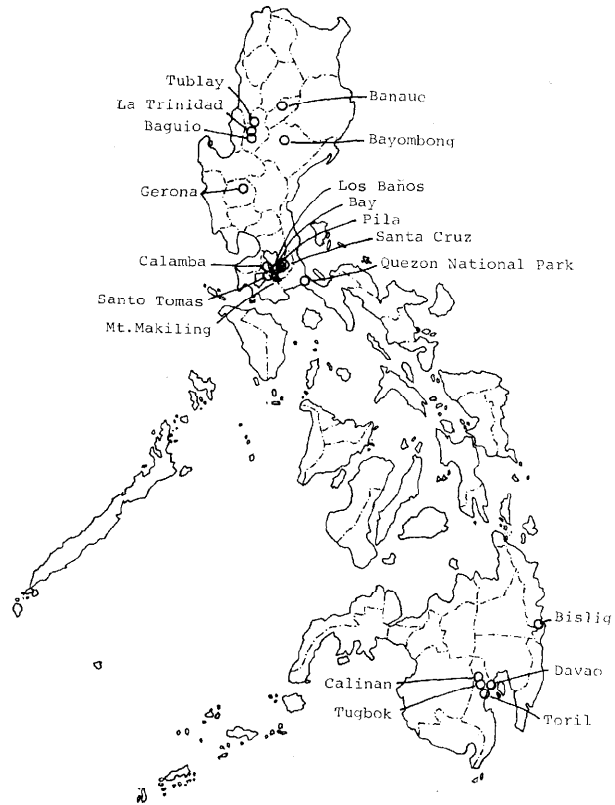 Tublay
La Trinidad
Baguio
Banaue
Bayombong
Gerona
Los Baños
Bay
Pila
Santa Cruz
Calamba
Quezon National Park
Santo Tomas
Mt.Makiling
Bislig
Calinan
Davao
Tugbok
Toril